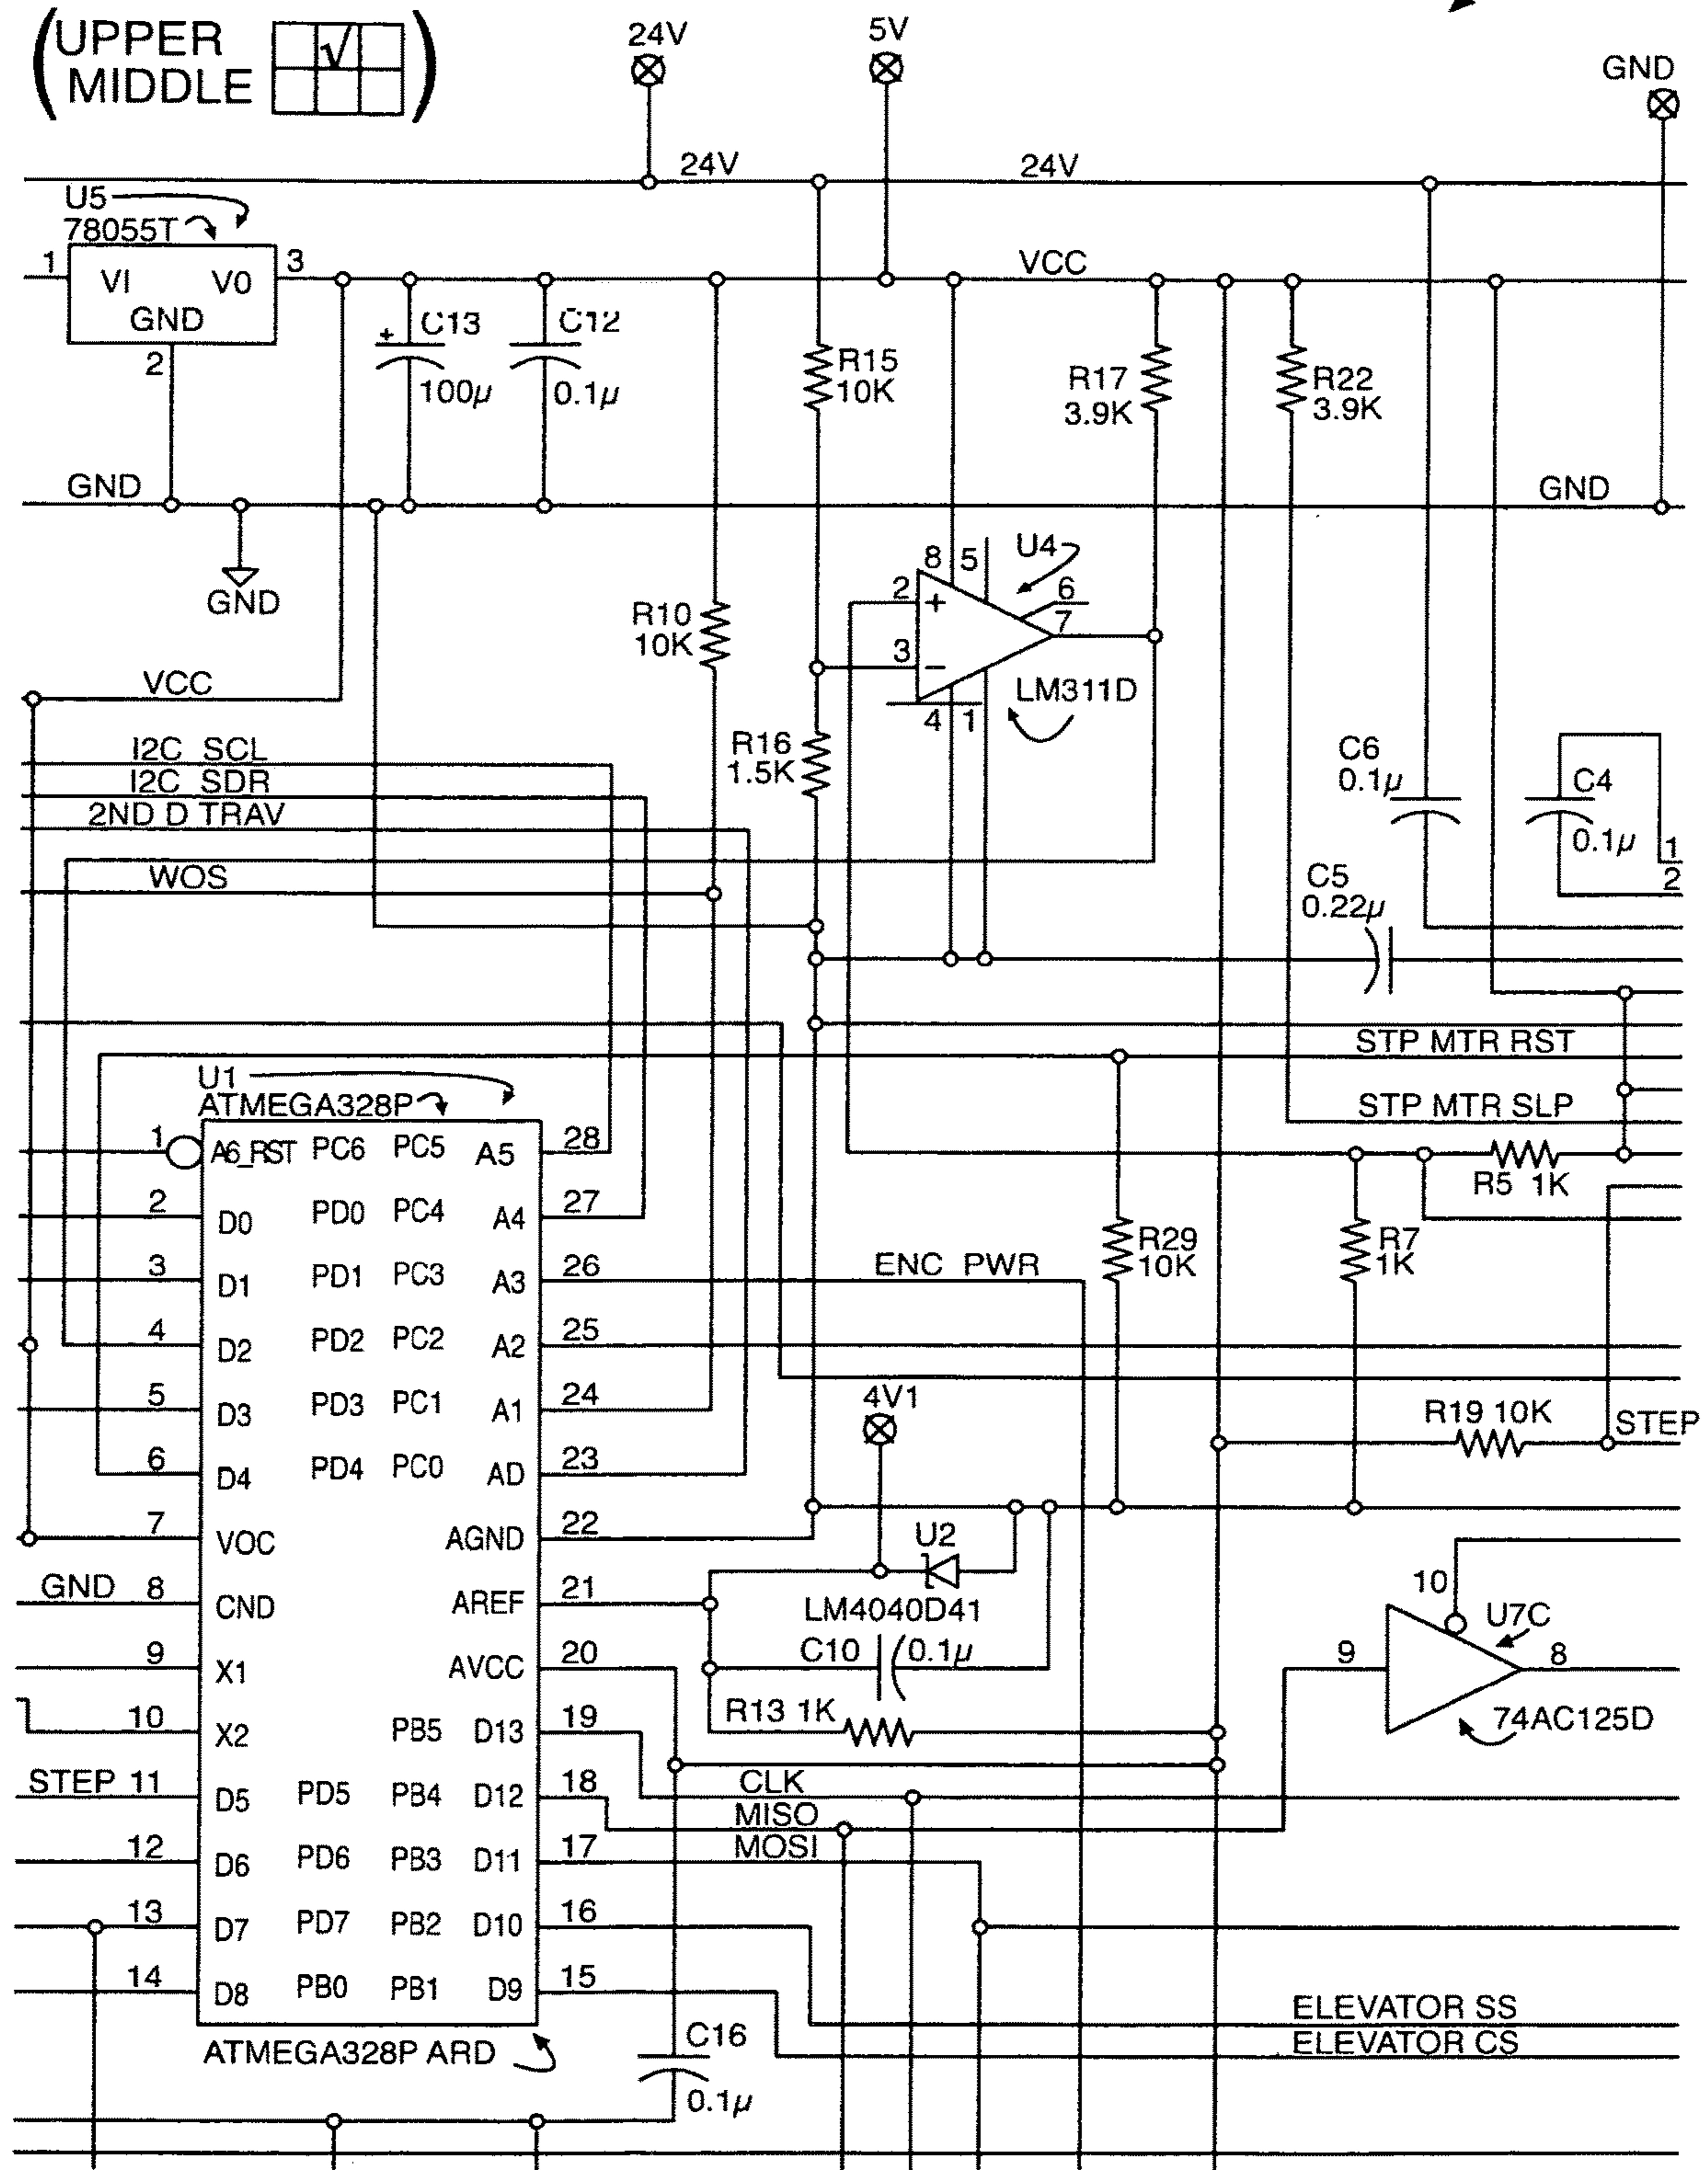 (UPPER
MIDDLE √)
24V
5V
GND
24V
24V
U5
78055T
1
VI
V0
3
GND
2
VCC
+
C13
100µ
C12
0.1µ
R15
10K
R17
3.9K
R22
3.9K
GND
GND
GND
8
5
U4
2
+
6
7
3
−
4
1
LM311D
R10
10K
VCC
R16
1.5K
C6
0.1µ
C4
0.1µ
1
2
I2C SCL
I2C SDR
2ND D TRAV
WOS
C5
0.22µ
STP MTR RST
STP MTR SLP
U1
ATMEGA328P
1
A6_RST
PC6
PC5
A5
28
R5 1K
2
D0
PD0
PC4
A4
27
R29
10K
R7
1K
3
D1
PD1
PC3
A3
26
ENC PWR
4
D2
PD2
PC2
A2
25
5
D3
PD3
PC1
A1
24
4V1
R19 10K
STEP
6
D4
PD4
PC0
AD
23
7
VOC
AGND
22
U2
GND
8
CND
AREF
21
LM4040D41
10
U7C
9
X1
AVCC
20
C10
0.1µ
9
8
10
X2
PB5
D13
19
R13 1K
74AC125D
STEP
11
D5
PD5
PB4
D12
18
CLK
MISO
12
D6
PD6
PB3
D11
17
MOSI
13
D7
PD7
PB2
D10
16
14
D8
PB0
PB1
D9
15
ELEVATOR SS
ELEVATOR CS
ATMEGA328P ARD
C16
0.1µ